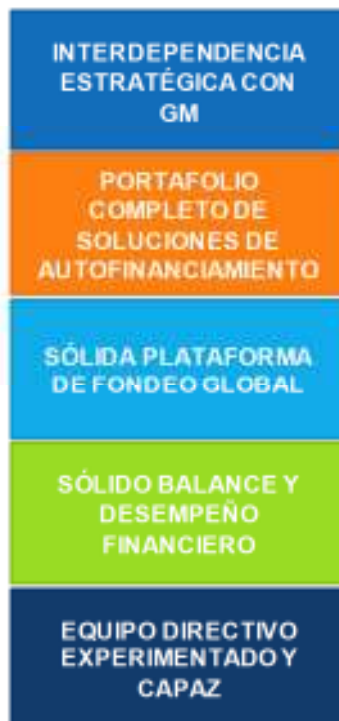 INTERDEPENDENCIA
ESTRATÉGICA CON
GM
PORTAFOLIO
COMPLETO DE
SOLUCIONES DE
AUTOFINANCIAMIENTO
SÓLIDA PLATAFORMA
DE FONDEO GLOBAL
SÓLIDO BALANCE Y
DESEMPEÑO
FINANCIERO
EQUIPO DIRECTIVO
EXPERIMENTADO Y
CAPAZ